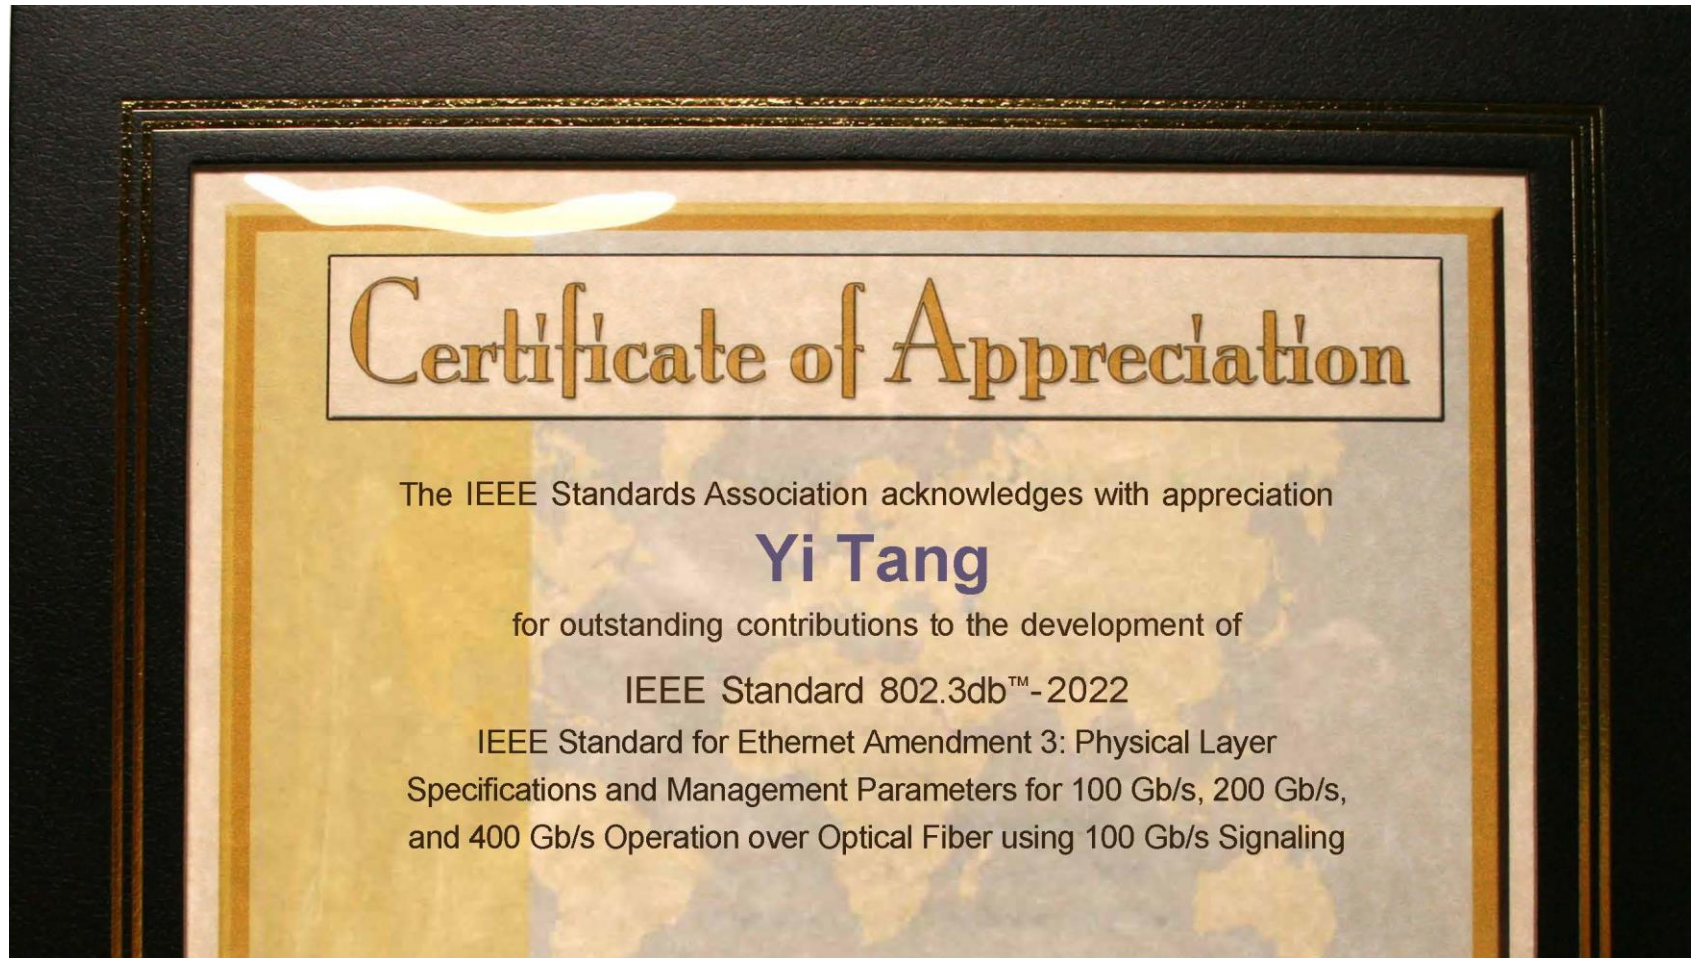 Certificate of Appreciation
The IEEE Standards Association acknowledges with appreciation
Yi Tang
for outstanding contributions to the development of
IEEE Standard 802.3db™-2022
IEEE Standard for Ethernet Amendment 3: Physical Layer
Specifications and Management Parameters for 100 Gb/s, 200 Gb/s,
and 400 Gb/s Operation over Optical Fiber using 100 Gb/s Signaling